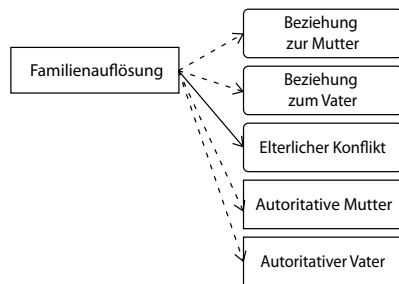 Beziehung
zur Mutter
Familienauflösung
Beziehung
zum Vater
Elterlicher Konflikt
Autoritative Mutter
Autoritativer Vater